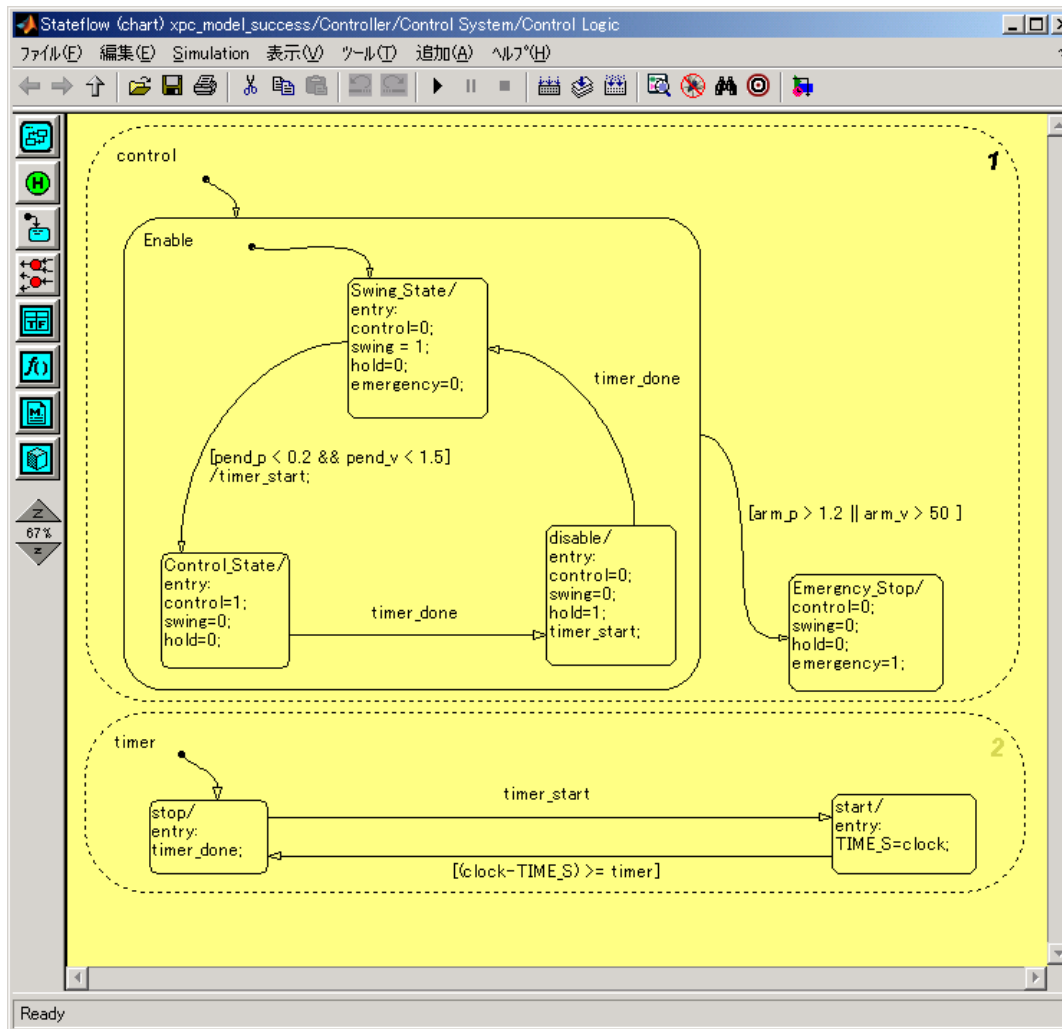 Stateflow (chart) xpc_model_success/Controller/Control System/Control Logic
ファイル(F) 編集(E) Simulation 表示(V) ツール(T) 追加(A) ヘルプ(H)
control
1
Enable
Swing_State/
entry:
control=0;
swing = 1;
hold=0;
emergency=0;
timer_done
[pend_p < 0.2 && pend_v < 1.5]
/timer_start;
[arm_p > 1.2 || arm_v > 50 ]
Z
67%
Z
Control_State/
entry:
control=1;
swing=0;
hold=0;
timer_done
disable/
entry:
control=0;
swing=0;
hold=1;
timer_start;
Emergncy_Stop/
control=0;
swing=0;
hold=0;
emergency=1;
timer
2
stop/
entry:
timer_done;
timer_start
start/
entry:
TIME_S=clock;
[(clock-TIME_S) >= timer]
Ready